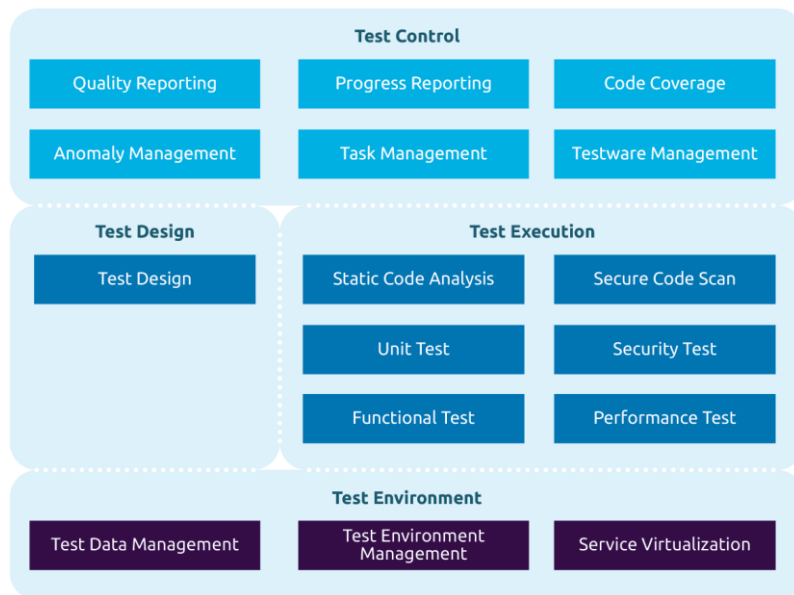 Test Control
Quality Reporting
Progress Reporting
Code Coverage
Anomaly Management
Task Management
Testware Management
Test Design
Test Design
Test Execution
Static Code Analysis
Secure Code Scan
Unit Test
Security Test
Functional Test
Performance Test
Test Environment
Test Data Management
Test Environment
Management
Service Virtualization